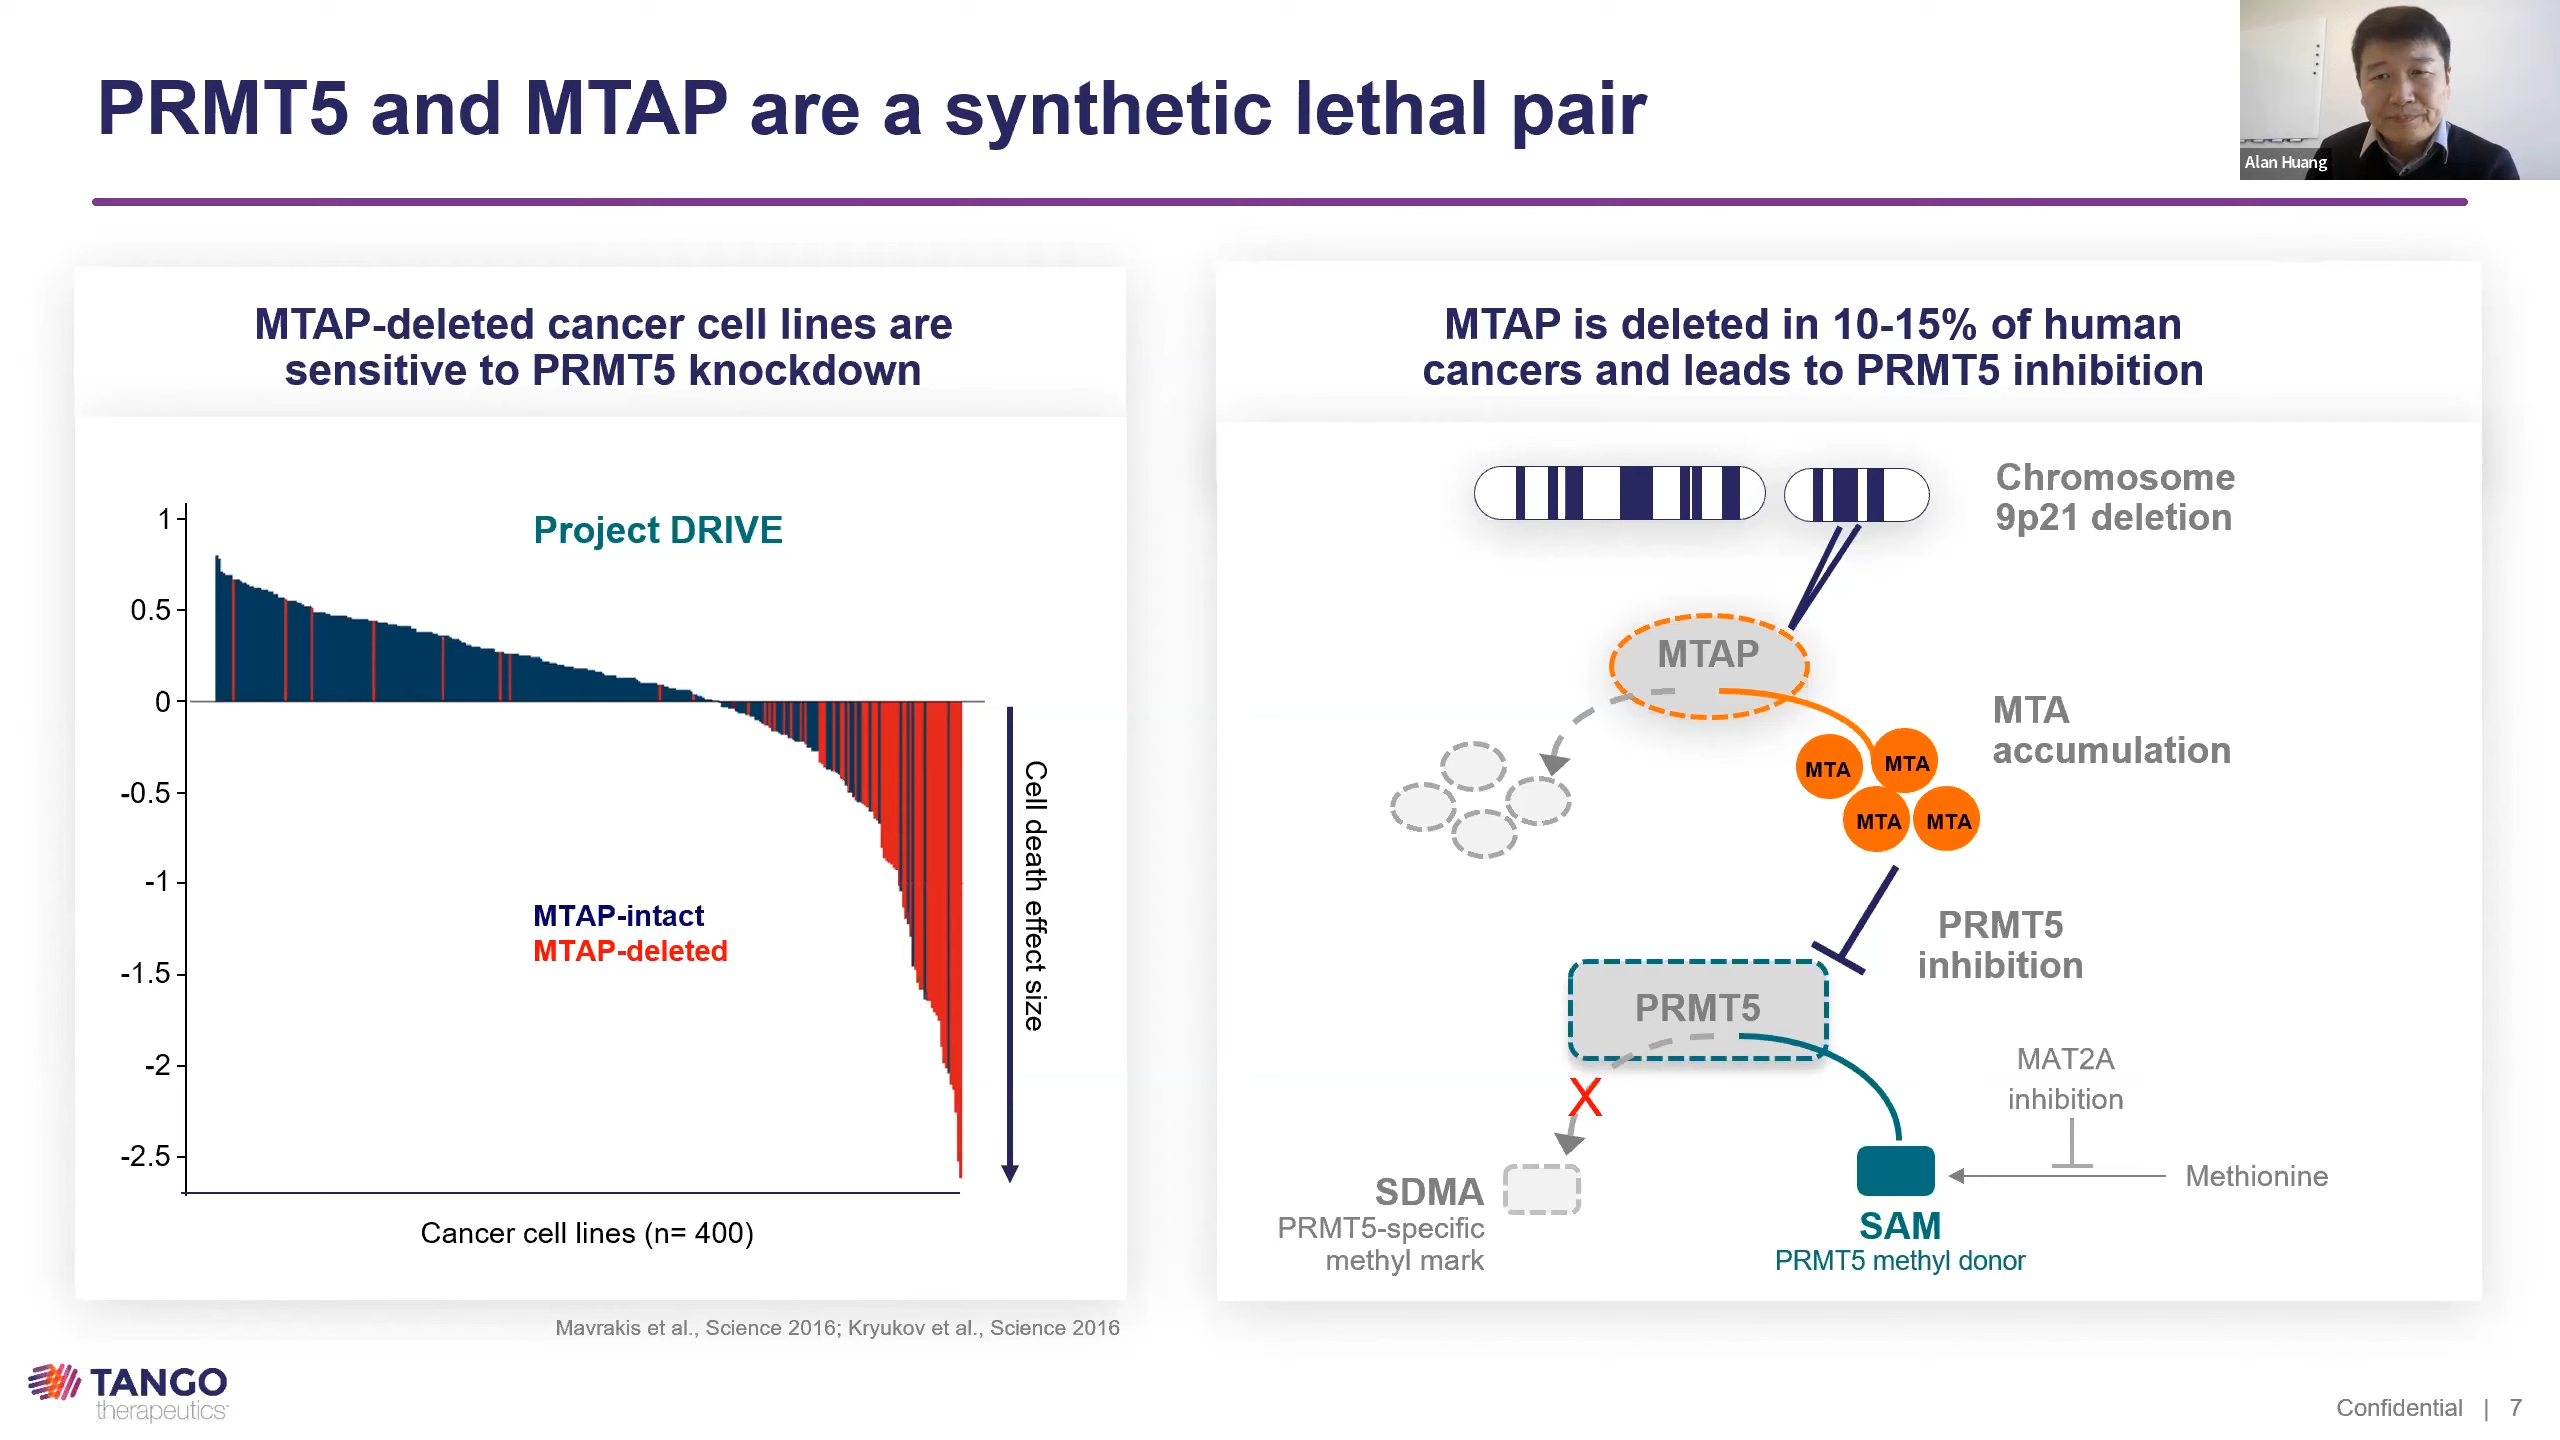 PRMT5 and MTAP are a synthetic lethal pair
Alan Huang
MTAP-deleted cancer cell lines are
sensitive to PRMT5 knockdown
Project DRIVE
1
0.5
0
-0.5
-1
-1.5
-2
-2.5
MTAP-intact
MTAP-deleted
Cell death effect size
Cancer cell lines (n= 400)
Mavrakis et al., Science 2016; Kryukov et al., Science 2016
MTAP is deleted in 10-15% of human
cancers and leads to PRMT5 inhibition
Chromosome
9p21 deletion
MTAP
MTA
accumulation
MTA
MTA
MTA
MTA
PRMT5
inhibition
PRMT5
MAT2A
inhibition
Methionine
SDMA
PRMT5-specific
methyl mark
SAM
PRMT5 methyl donor
TANGO
therapeutics
Confidential | 7